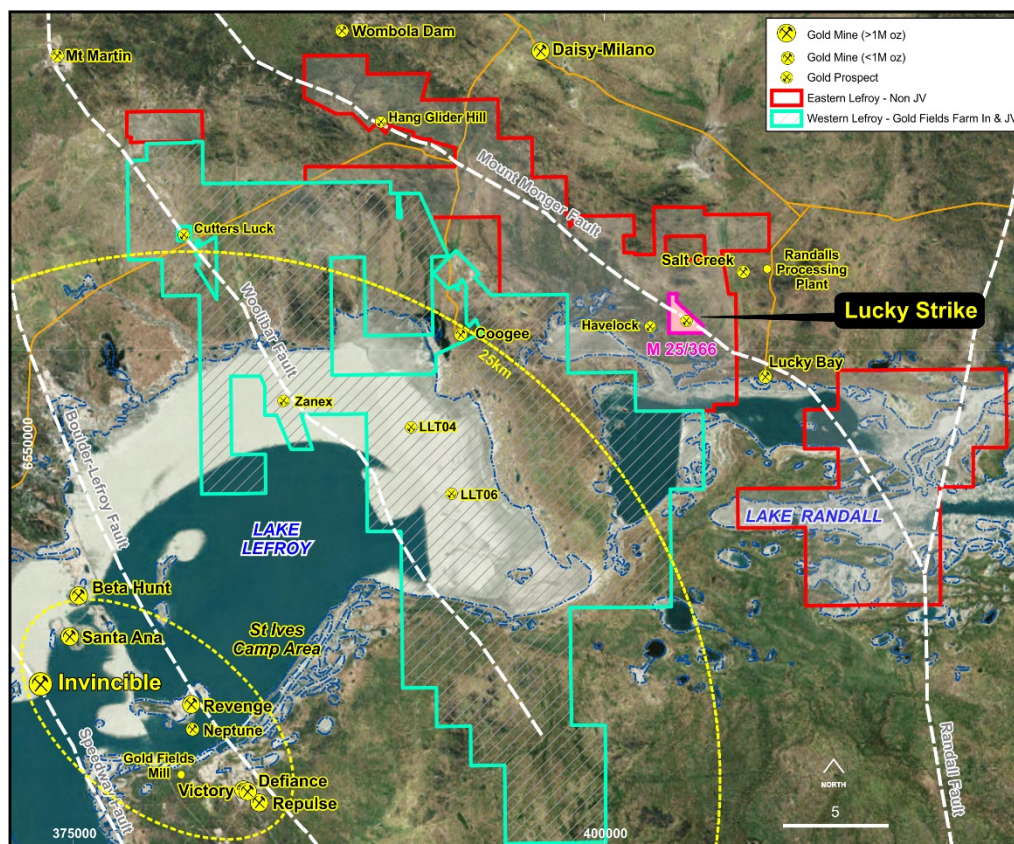 Wombola Dam
Mt Martin
Daisy-Milano
Gold Mine (>1M oz)
Gold Mine (<1M oz)
Gold Prospect
Eastern Lefroy - Non JV
Western Lefroy - Gold Fields Farm In & JV
Hang Glider Hill
Mount Monger Fault
Cutters Luck
Woolibar Fault
Salt Creek
Randalls
Processing
Plant
Lucky Strike
Havelock
M 25/366
Coogee
25km
Lucky Bay
Zanex
LLT04
LLT06
6550000
Boulder-Lefroy Fault
LAKE
LEFROY
LAKE RANDALL
Beta Hunt
Santa Ana
St Ives
Camp Area
Invincible
Revenge
Neptune
Gold Fields
Mill
Speedway Fault
Victory
Defiance
Repulse
Randall Fault
NORTH
5
375000
400000